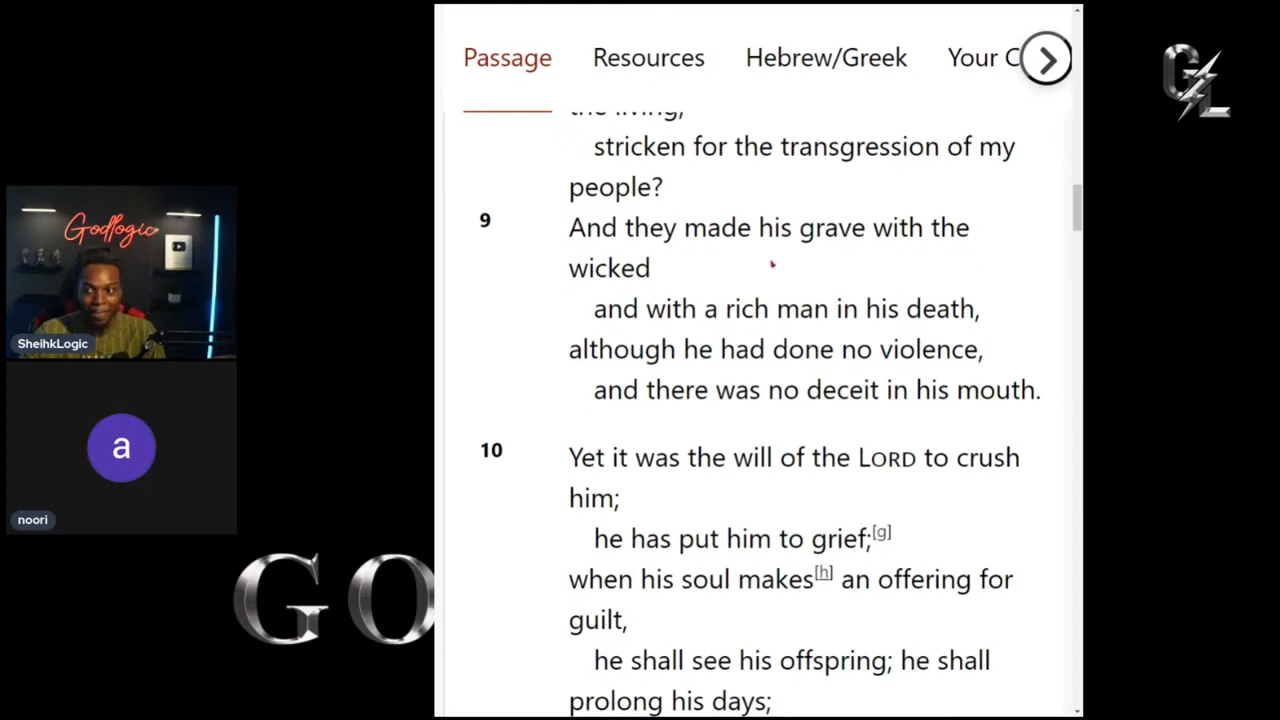 Passage Resources Hebrew/Greek Your C
the living,
stricken for the transgression of my
people?
9 And they made his grave with the
wicked
and with a rich man in his death,
although he had done no violence,
and there was no deceit in his mouth.
10 Yet it was the will of the LORD to crush
him;
he has put him to grief;[g]
when his soul makes[h] an offering for
guilt,
he shall see his offspring; he shall
prolong his days;
Godlogic
SheihkLogic
a
noori
GO
GL